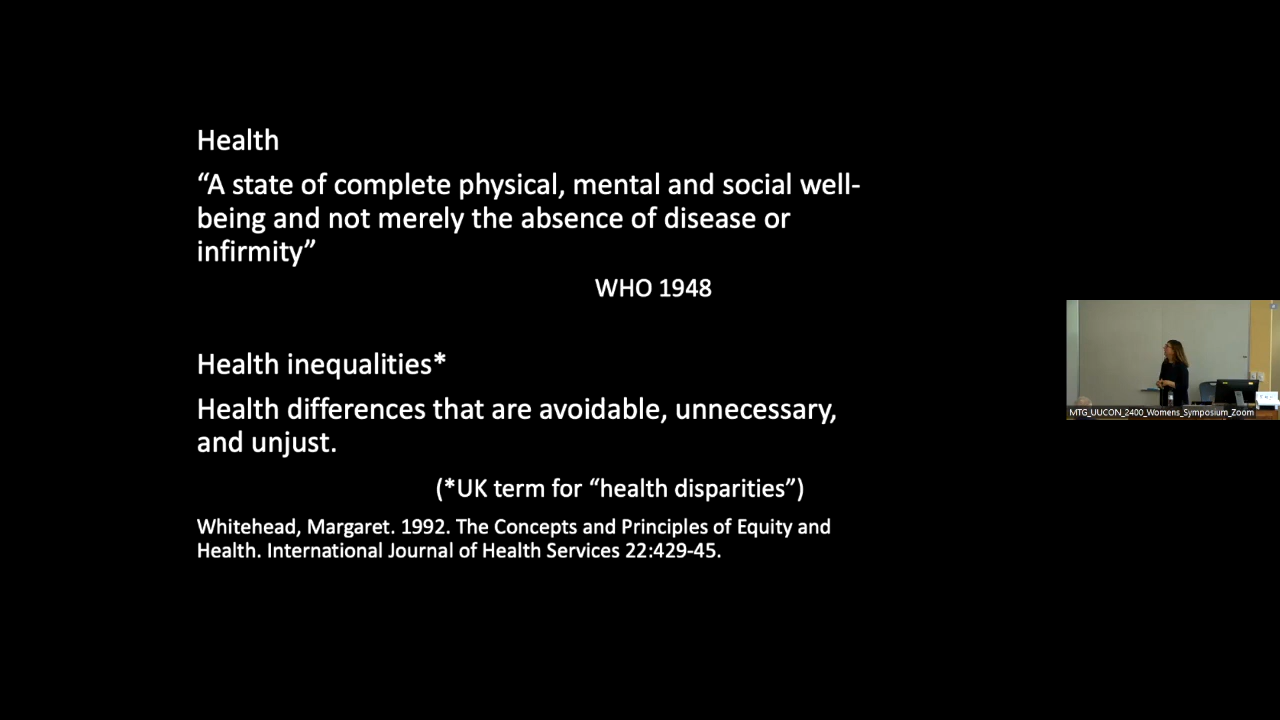 Health
“A state of complete physical, mental and social well-
being and not merely the absence of disease or
infirmity”
WHO 1948
Health inequalities*
Health differences that are avoidable, unnecessary,
and unjust.
(*UK term for “health disparities”)
Whitehead, Margaret. 1992. The Concepts and Principles of Equity and
Health. International Journal of Health Services 22:429-45.
MTG_UUCON_2400_Womens_Symposium_Zoom